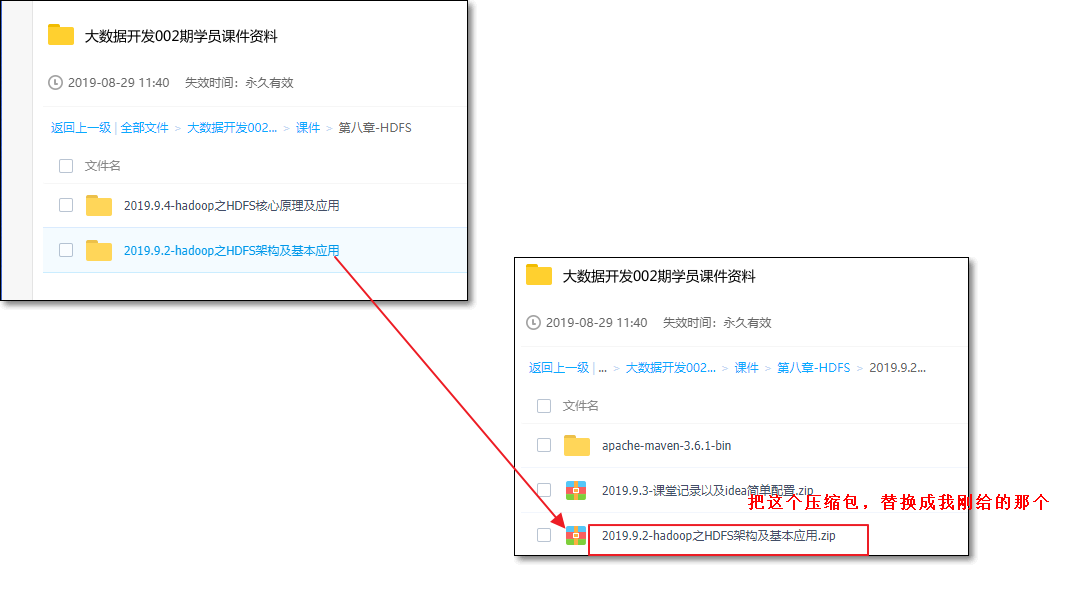 大数据开发002期学员课件资料
2019-08-29 11:40 失效时间：永久有效
返回上一级 | 全部文件 > 大数据开发002... > 课件 > 第八章-HDFS
文件名
2019.9.4-hadoop之HDFS核心原理及应用
2019.9.2-hadoop之HDFS架构及基本应用
大数据开发002期学员课件资料
2019-08-29 11:40 失效时间：永久有效
返回上一级 | ... > 大数据开发002... > 课件 > 第八章-HDFS > 2019.9.2...
文件名
apache-maven-3.6.1-bin
2019.9.3-课堂记录以及idea简单配置.zip
把这个压缩包，替换成我刚给的那个
2019.9.2-hadoop之HDFS架构及基本应用.zip